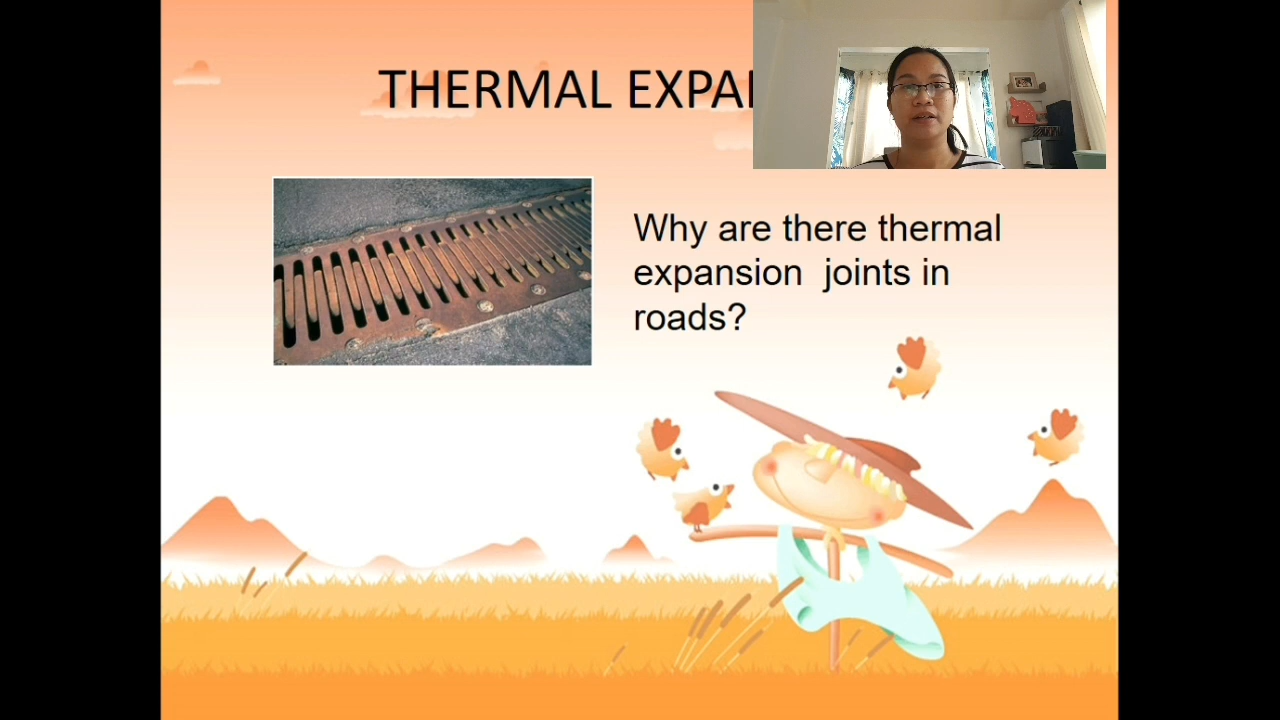 THERMAL EXPA
Why are there thermal
expansion joints in
roads?